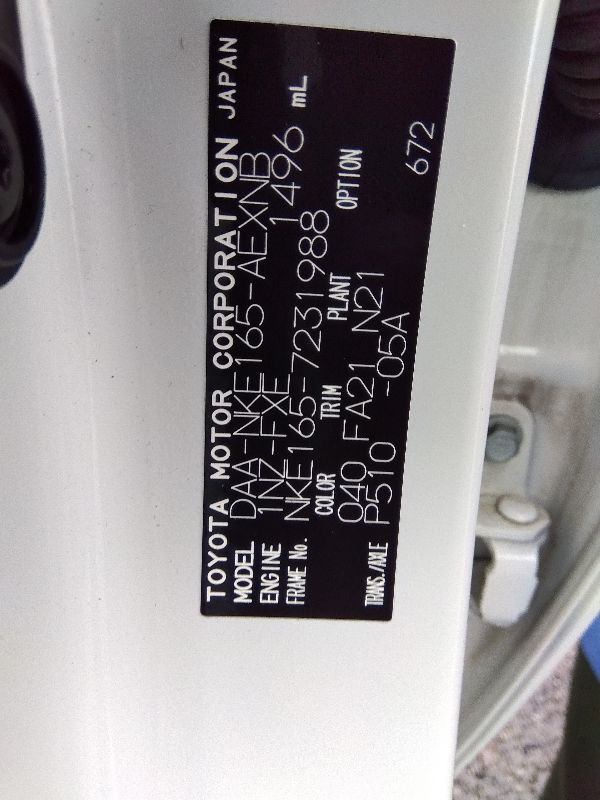 TOYOTA MOTOR CORPORATION JAPAN
MODEL DAA-NKE165-AEXNB
ENGINE 1NZ-FXE 1496 mL
FRAME No. NKE165-7231988
COLOR TRIM PLANT OPTION
040 FA21 N21
TRANS./AXLE P510 -05A 672